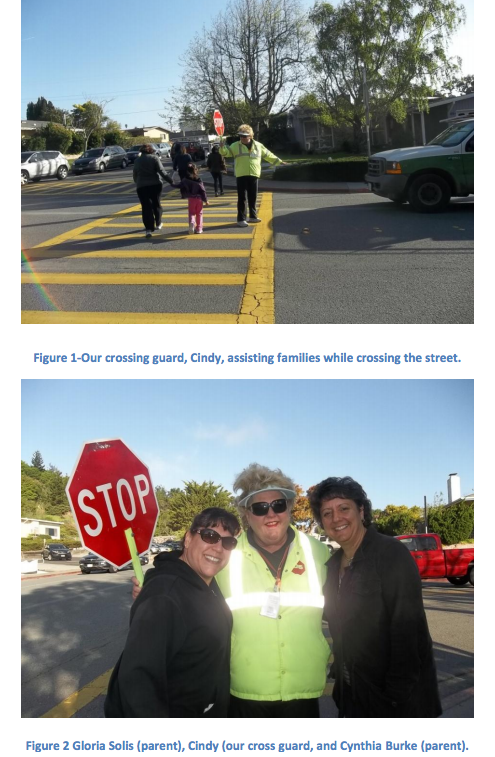 STOP
Figure 1-Our crossing guard, Cindy, assisting families while crossing the street.
STOP
Figure 2 Gloria Solis (parent), Cindy (our cross guard, and Cynthia Burke (parent).